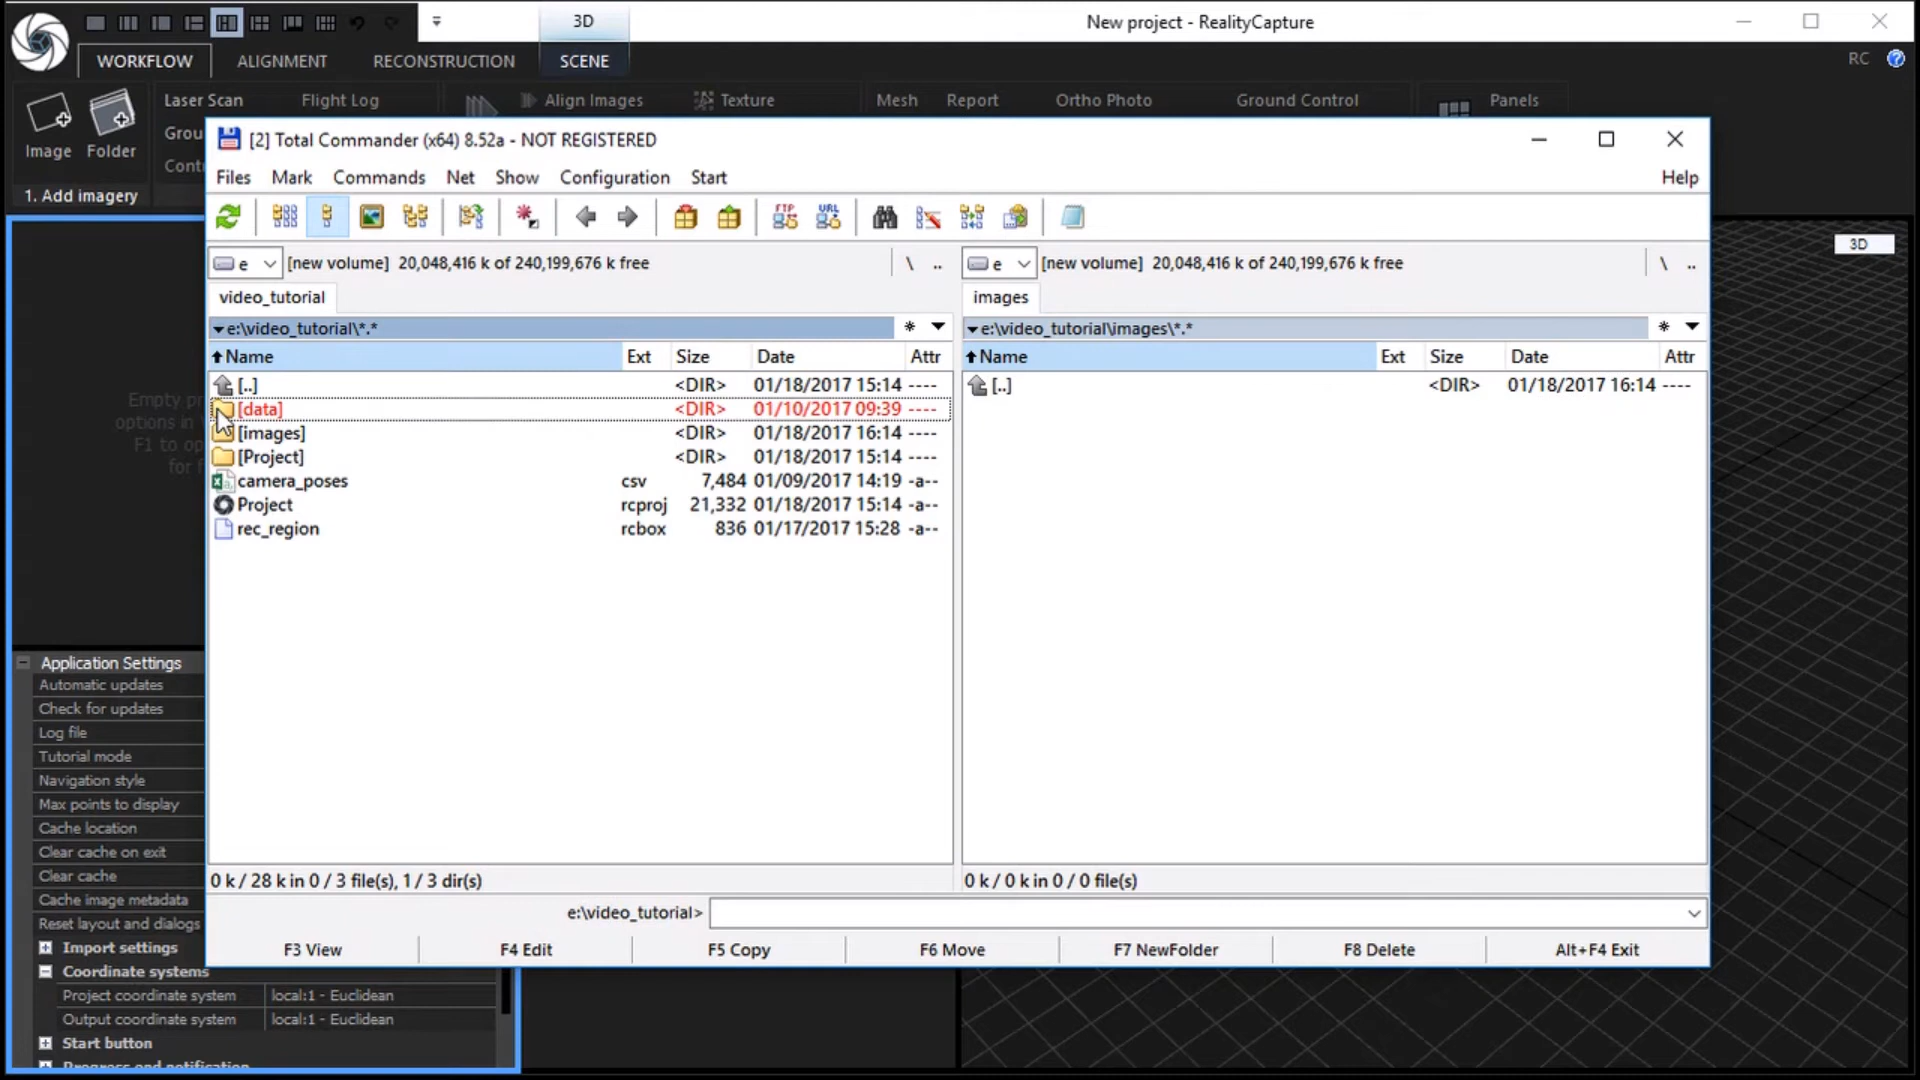 3D
New project - RealityCapture
WORKFLOW ALIGNMENT RECONSTRUCTION SCENE
RC
Laser Scan Flight Log Align Images Texture Mesh Report Ortho Photo Ground Control Panels
Image Folder
1. Add imagery
[2] Total Commander (x64) 8.52a - NOT REGISTERED
Files Mark Commands Net Show Configuration Start Help
FTP URL
e [new volume] 20,048,416 k of 240,199,676 k free \ ..
e [new volume] 20,048,416 k of 240,199,676 k free \ ..
video_tutorial
images
e:\video_tutorial\*.* *
e:\video_tutorial\images\*.* *
Name Ext Size Date Attr
Name Ext Size Date Attr
[..] <DIR> 01/18/2017 15:14 ----
[..] <DIR> 01/18/2017 16:14 ----
[data] <DIR> 01/10/2017 09:39 ----
[images] <DIR> 01/18/2017 16:14 ----
[Project] <DIR> 01/18/2017 15:14 ----
camera_poses csv 7,484 01/09/2017 14:19 -a--
Project rcproj 21,332 01/18/2017 15:14 -a--
rec_region rcbox 836 01/17/2017 15:28 -a--
3D
Application Settings
Automatic updates
Check for updates
Log file
Tutorial mode
Navigation style
Max points to display
Cache location
Clear cache on exit
Clear cache
Cache image metadata
Reset layout and dialogs
Import settings
Coordinate systems
Project coordinate system local:1 - Euclidean
Output coordinate system local:1 - Euclidean
Start button
Progress and notification
0 k / 28 k in 0 / 3 file(s), 1 / 3 dir(s)
0 k / 0 k in 0 / 0 file(s)
e:\video_tutorial>
F3 View F4 Edit F5 Copy F6 Move F7 NewFolder F8 Delete Alt+F4 Exit